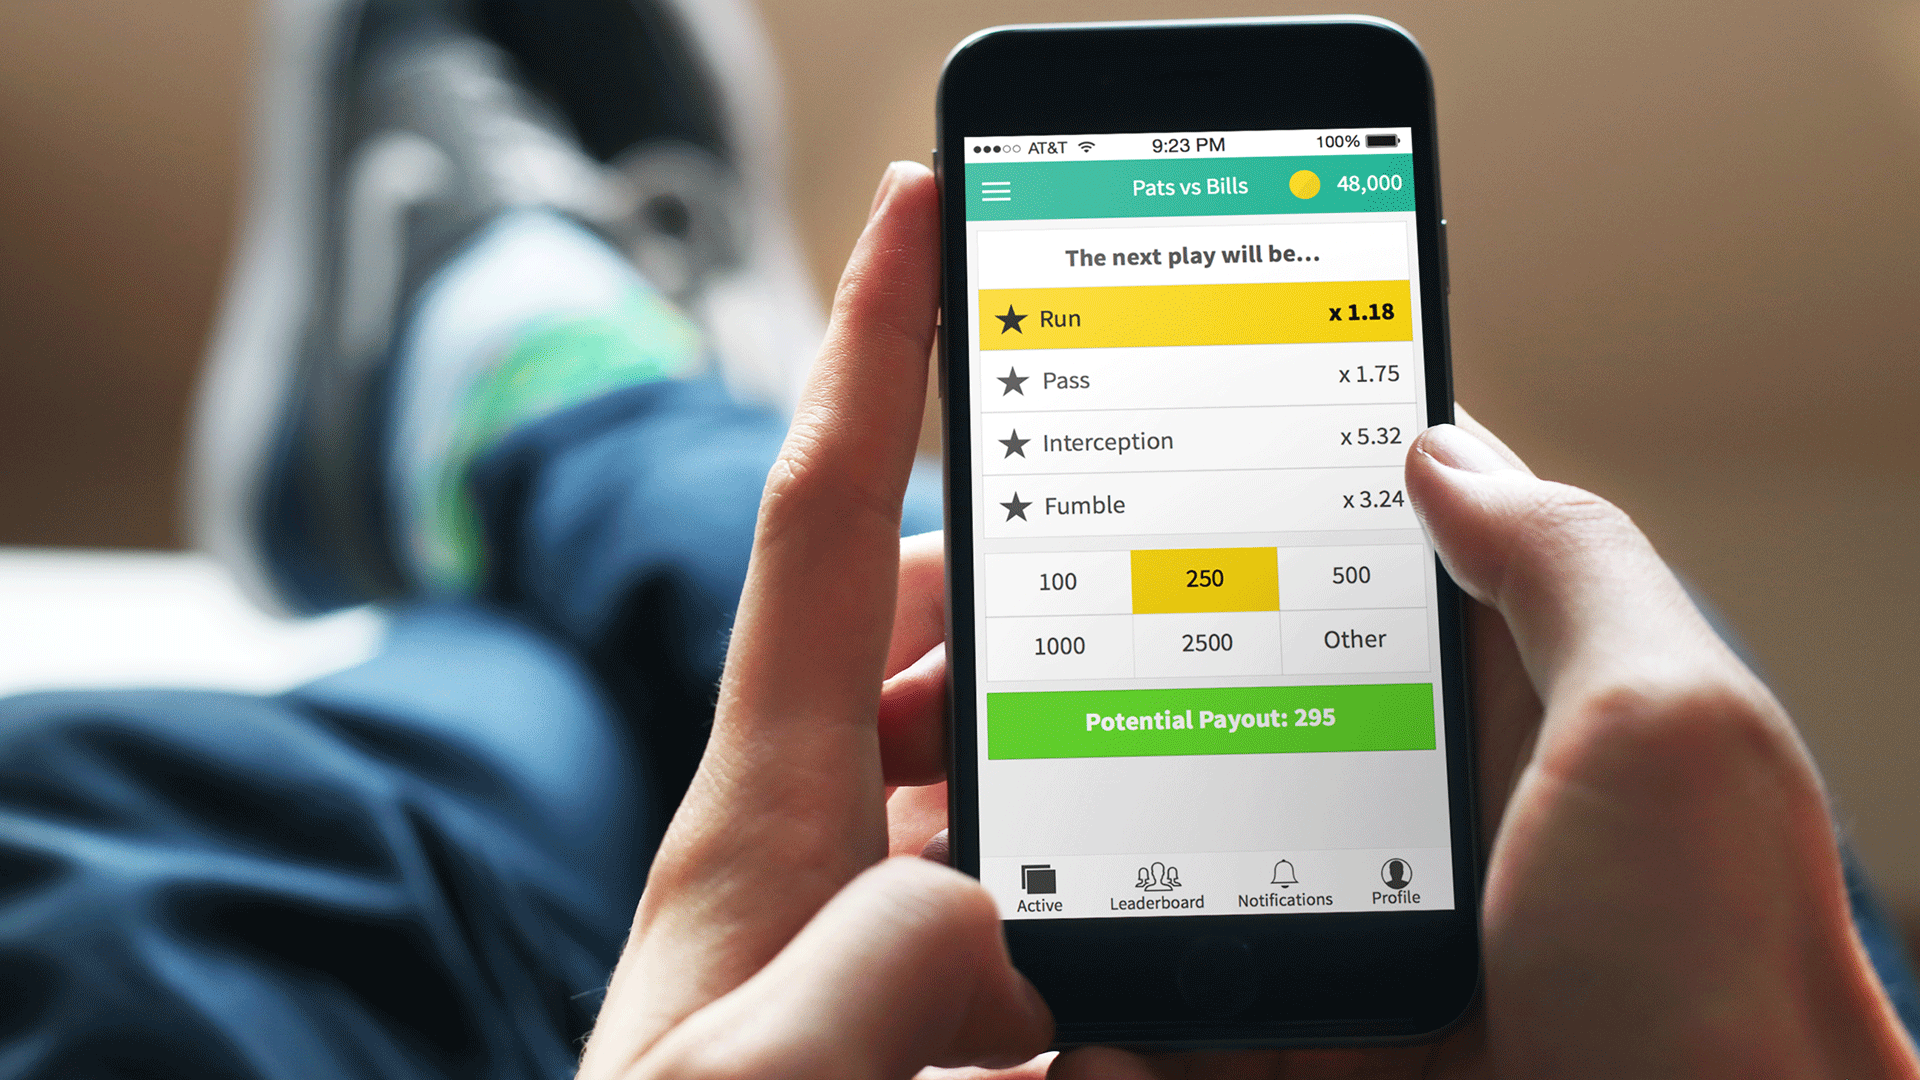 AT&T 9:23 PM 100%
Pats vs Bills 48,000
The next play will be...
Run x 1.18
Pass x 1.75
Interception x 5.32
Fumble x 3.24
100 250 500
1000 2500 Other
Potential Payout: 295
Active Leaderboard Notifications Profile